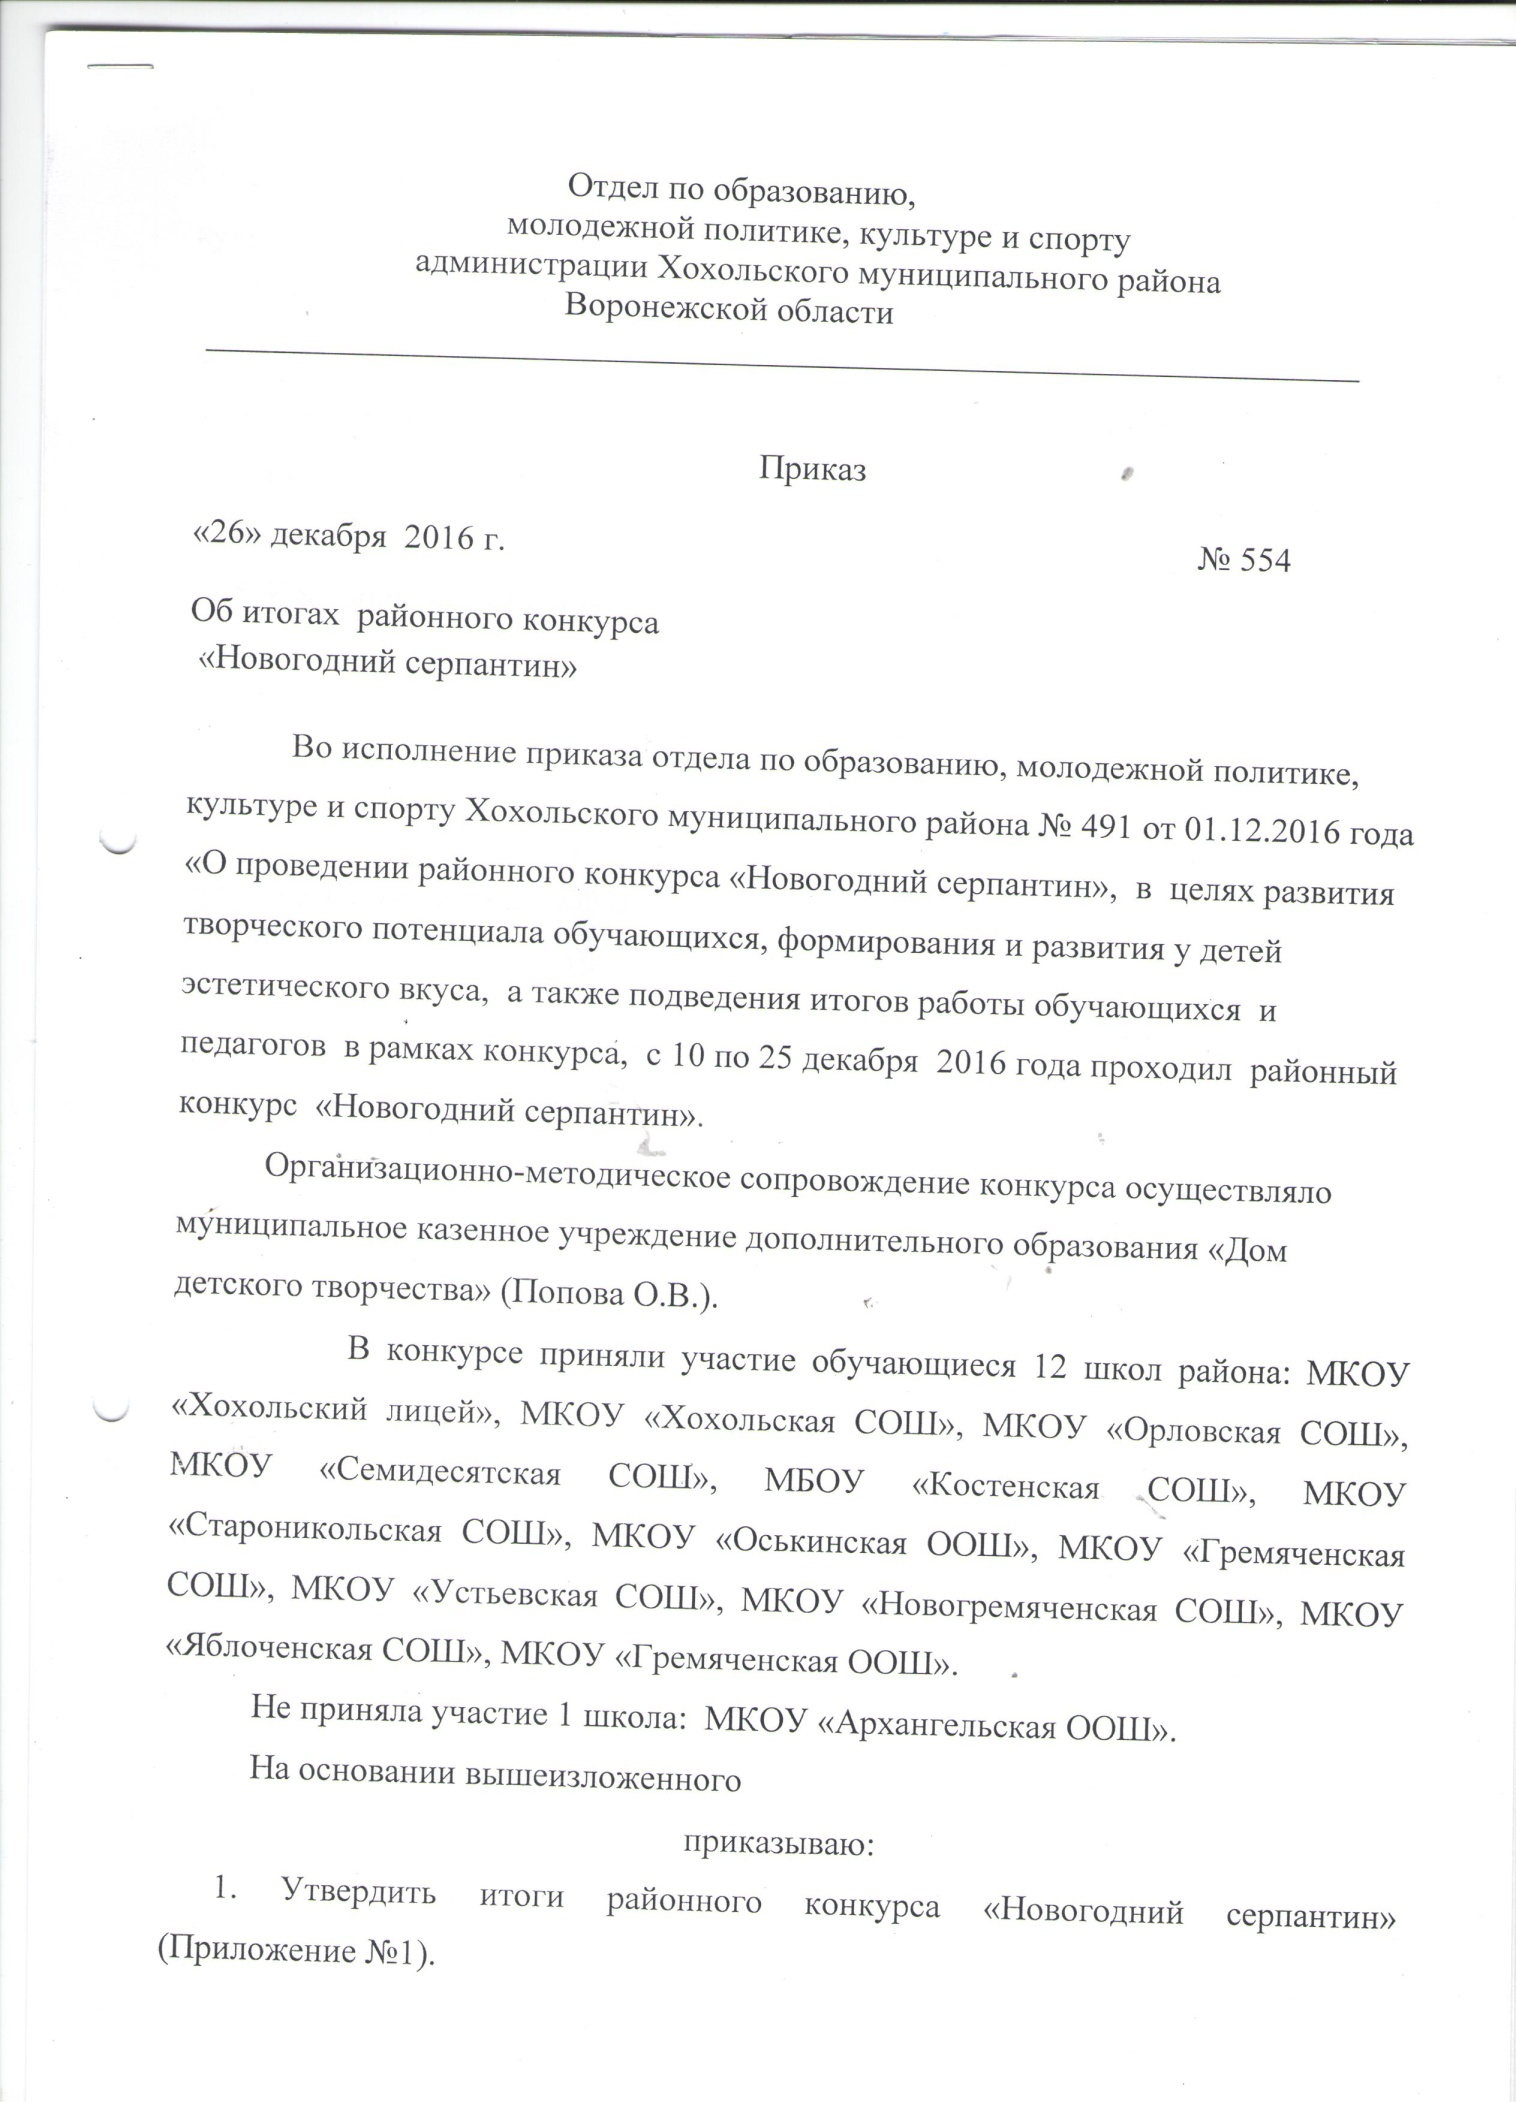 Отдел по образованию,
молодежной политике, культуре и спорту
администрации Хохольского муниципального района
Воронежской области
Приказ
«26» декабря 2016 г.
№ 554
Об итогах районного конкурса
«Новогодний серпантин»
Во исполнение приказа отдела по образованию, молодежной политике,
культуре и спорту Хохольского муниципального района № 491 от 01.12.2016 года
«О проведении районного конкурса «Новогодний серпантин», в целях развития
творческого потенциала обучающихся, формирования и развития у детей
эстетического вкуса, а также подведения итогов работы обучающихся и
педагогов в рамках конкурса, с 10 по 25 декабря 2016 года проходил районный
конкурс «Новогодний серпантин».
Организационно-методическое сопровождение конкурса осуществляло
муниципальное казенное учреждение дополнительного образования «Дом
детского творчества» (Попова О.В.).
В конкурсе приняли участие обучающиеся 12 школ района: МКОУ
«Хохольский лицей», МКОУ «Хохольская СОШ», МКОУ «Орловская СОШ»,
МКОУ «Семидесятская СОШ», МБОУ «Костенская СОШ», МКОУ
«Староникольская СОШ», МКОУ «Оськинская ООШ», МКОУ «Гремяченская
СОШ», МКОУ «Устьевская СОШ», МКОУ «Новогремяченская СОШ», МКОУ
«Яблоченская СОШ», МКОУ «Гремяченская ООШ».
Не приняла участие 1 школа: МКОУ «Архангельская ООШ».
На основании вышеизложенного
приказываю:
1. Утвердить итоги районного конкурса «Новогодний серпантин»
(Приложение №1).